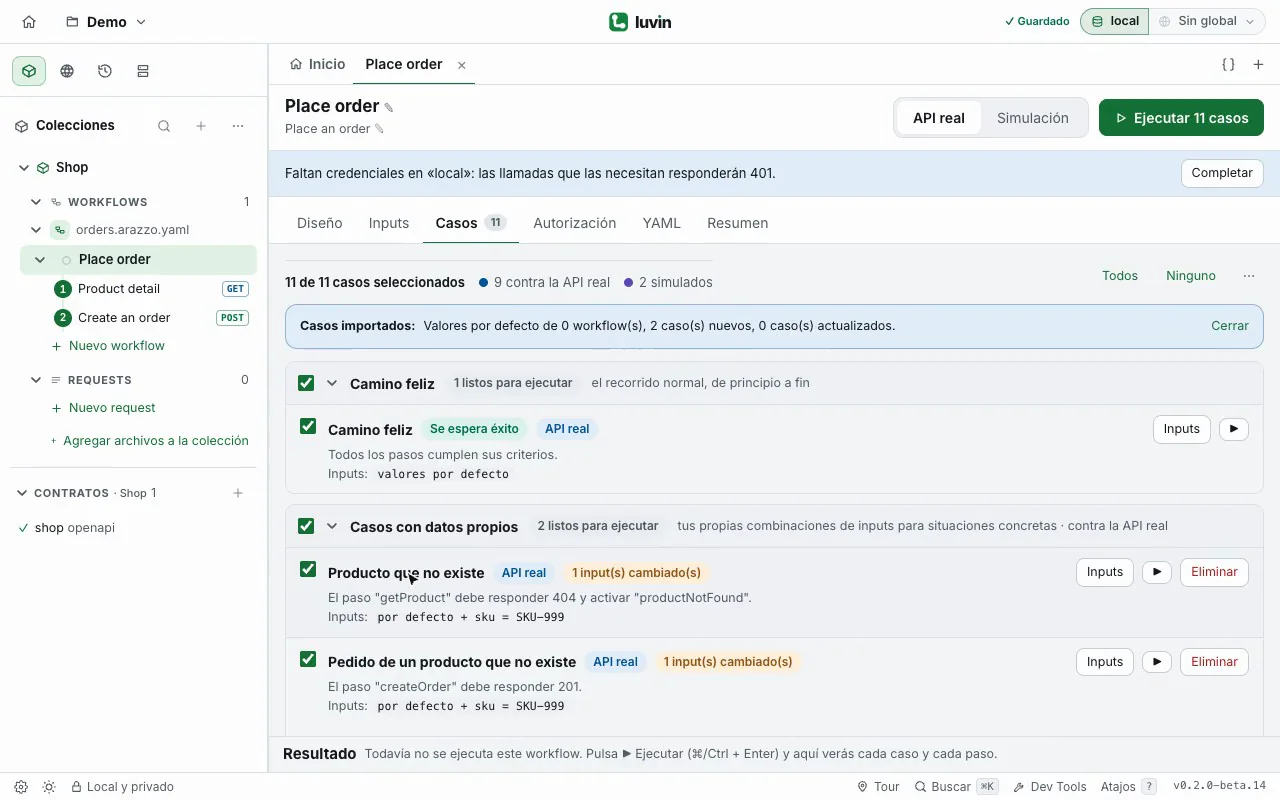 Demo
luvin
✓ Guardado
local
Sin global
Inicio
Place order ×
{ } +
Colecciones
Place order
Place an order
API real
Simulación
Ejecutar 11 casos
Shop
Faltan credenciales en «local»: las llamadas que las necesitan responderán 401.
Completar
WORKFLOWS 1
orders.arazzo.yaml
Place order
1 Product detail GET
2 Create an order POST
+ Nuevo workflow
REQUESTS 0
+ Nuevo request
+ Agregar archivos a la colección
CONTRATOS · Shop 1 +
✓ shop openapi
Diseño
Inputs
Casos 11
Autorización
YAML
Resumen
11 de 11 casos seleccionados
9 contra la API real
2 simulados
Todos
Ninguno
···
Casos importados: Valores por defecto de 0 workflow(s), 2 caso(s) nuevos, 0 caso(s) actualizados.
Cerrar
Camino feliz 1 listos para ejecutar el recorrido normal, de principio a fin
Camino feliz Se espera éxito API real
Inputs
Todos los pasos cumplen sus criterios.
Inputs: valores por defecto
Casos con datos propios 2 listos para ejecutar tus propias combinaciones de inputs para situaciones concretas · contra la API real
Producto que no existe API real 1 input(s) cambiado(s)
Inputs
Eliminar
El paso "getProduct" debe responder 404 y activar "productNotFound".
Inputs: por defecto + sku = SKU-999
Pedido de un producto que no existe API real 1 input(s) cambiado(s)
Inputs
Eliminar
El paso "createOrder" debe responder 201.
Inputs: por defecto + sku = SKU-999
Resultado Todavía no se ejecuta este workflow. Pulsa ▶ Ejecutar (⌘/Ctrl + Enter) y aquí verás cada caso y cada paso.
Local y privado
Tour
Buscar ⌘K
Dev Tools
Atajos ?
v0.2.0-beta.14